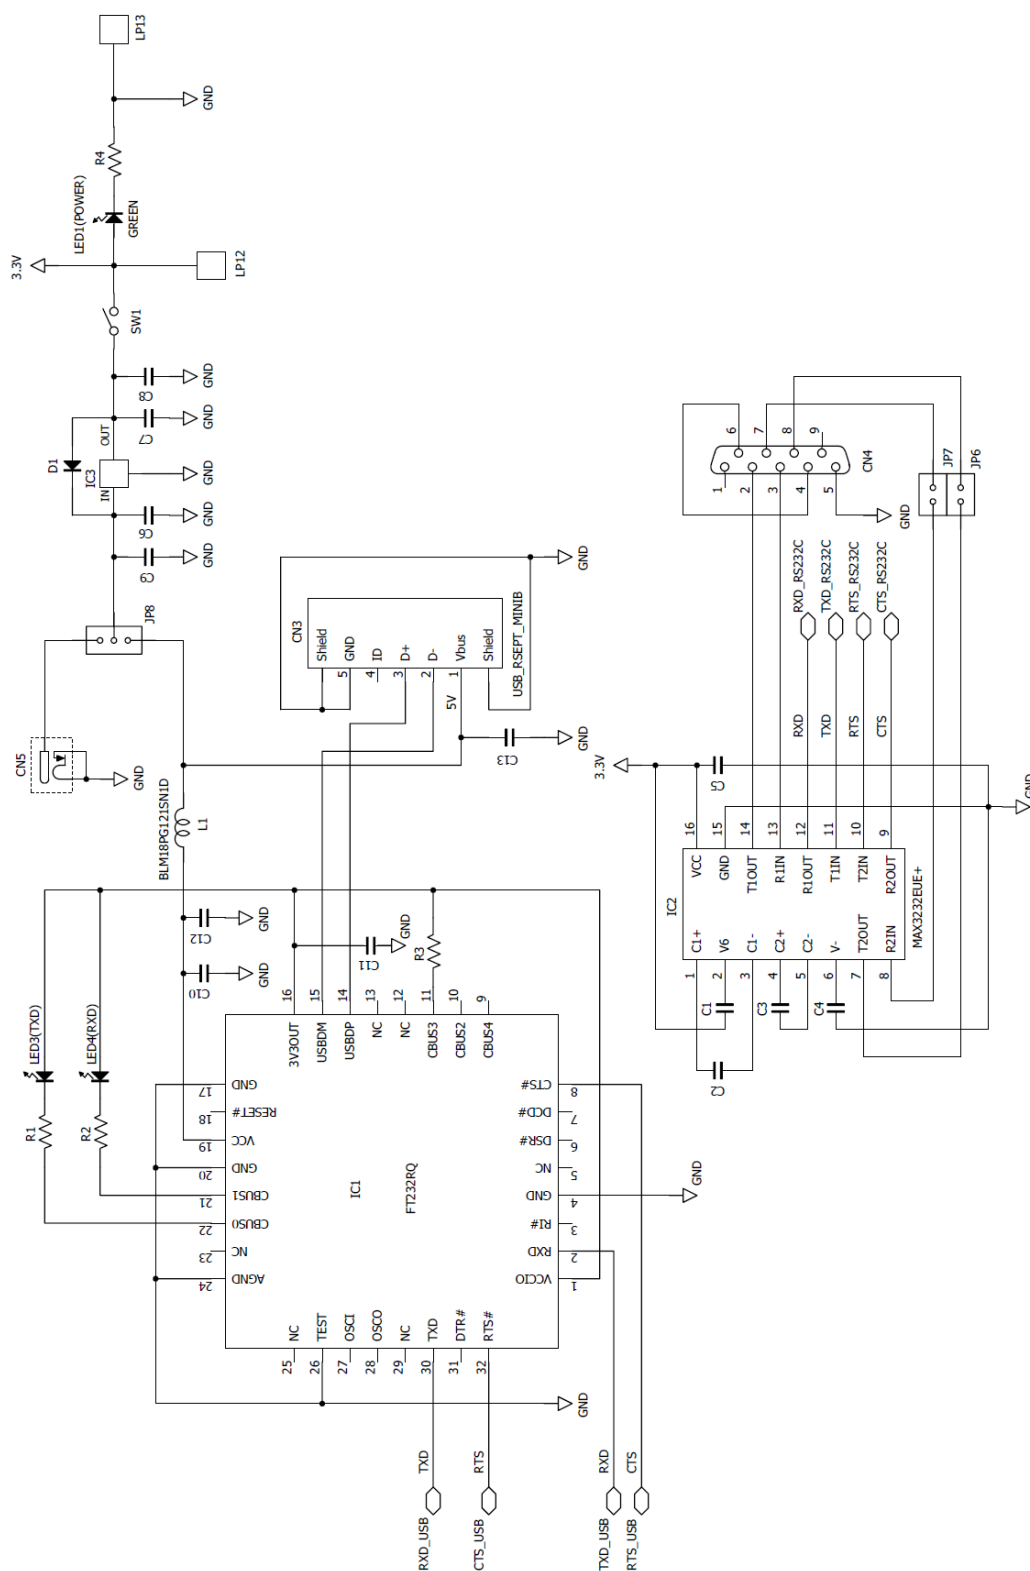 LP13
GND
R4
LED1(POWER)
GREEN
3.3V
LP12
SW1
C8
GND
C7
GND
OUT
D1
IC3
IN
GND
C6
GND
C9
GND
JP8
CN5
GND
BLM18PG121SN1D
L1
C12
GND
C10
GND
LED3(TXD)
LED4(RXD)
R1
R2
CN3
USB_RSEPT_MINIB
Shield
5 GND
4 ID
3 D+
2 D-
1 Vbus
Shield
5V
GND
C13
GND
C11
GND
R3
IC1
FT232RQ
16 3V3OUT
15 USBDM
14 USBDP
13 NC
12 NC
11 CBUS3
10 CBUS2
9 CBUS4
17 GND
18 RESET#
19 VCC
20 GND
21 CBUS1
22 CBUS0
23 NC
24 AGND
8 CTS#
7 DCD#
6 DSR#
5 NC
4 GND
3 RI#
2 RXD
1 VCCIO
25 NC
26 TEST
27 OSCI
28 OSCO
29 NC
30 TXD
31 DTR#
32 RTS#
GND
GND
RXD_USB TXD
CTS_USB RTS
TXD_USB RXD
RTS_USB CTS
CN4
1
2
3
4
5
6
7
8
9
GND
JP7
JP6
RXD RXD_RS232C
TXD TXD_RS232C
RTS RTS_RS232C
CTS CTS_RS232C
3.3V
C5
GND
IC2
MAX3232EUE+
16 VCC
15 GND
14 T1OUT
13 R1IN
12 R1OUT
11 T1IN
10 T2IN
9 R2OUT
1 C1+
2 V6
3 C1-
4 C2+
5 C2-
6 V-
7 T2OUT
8 R2IN
C1
C3
C4
C2